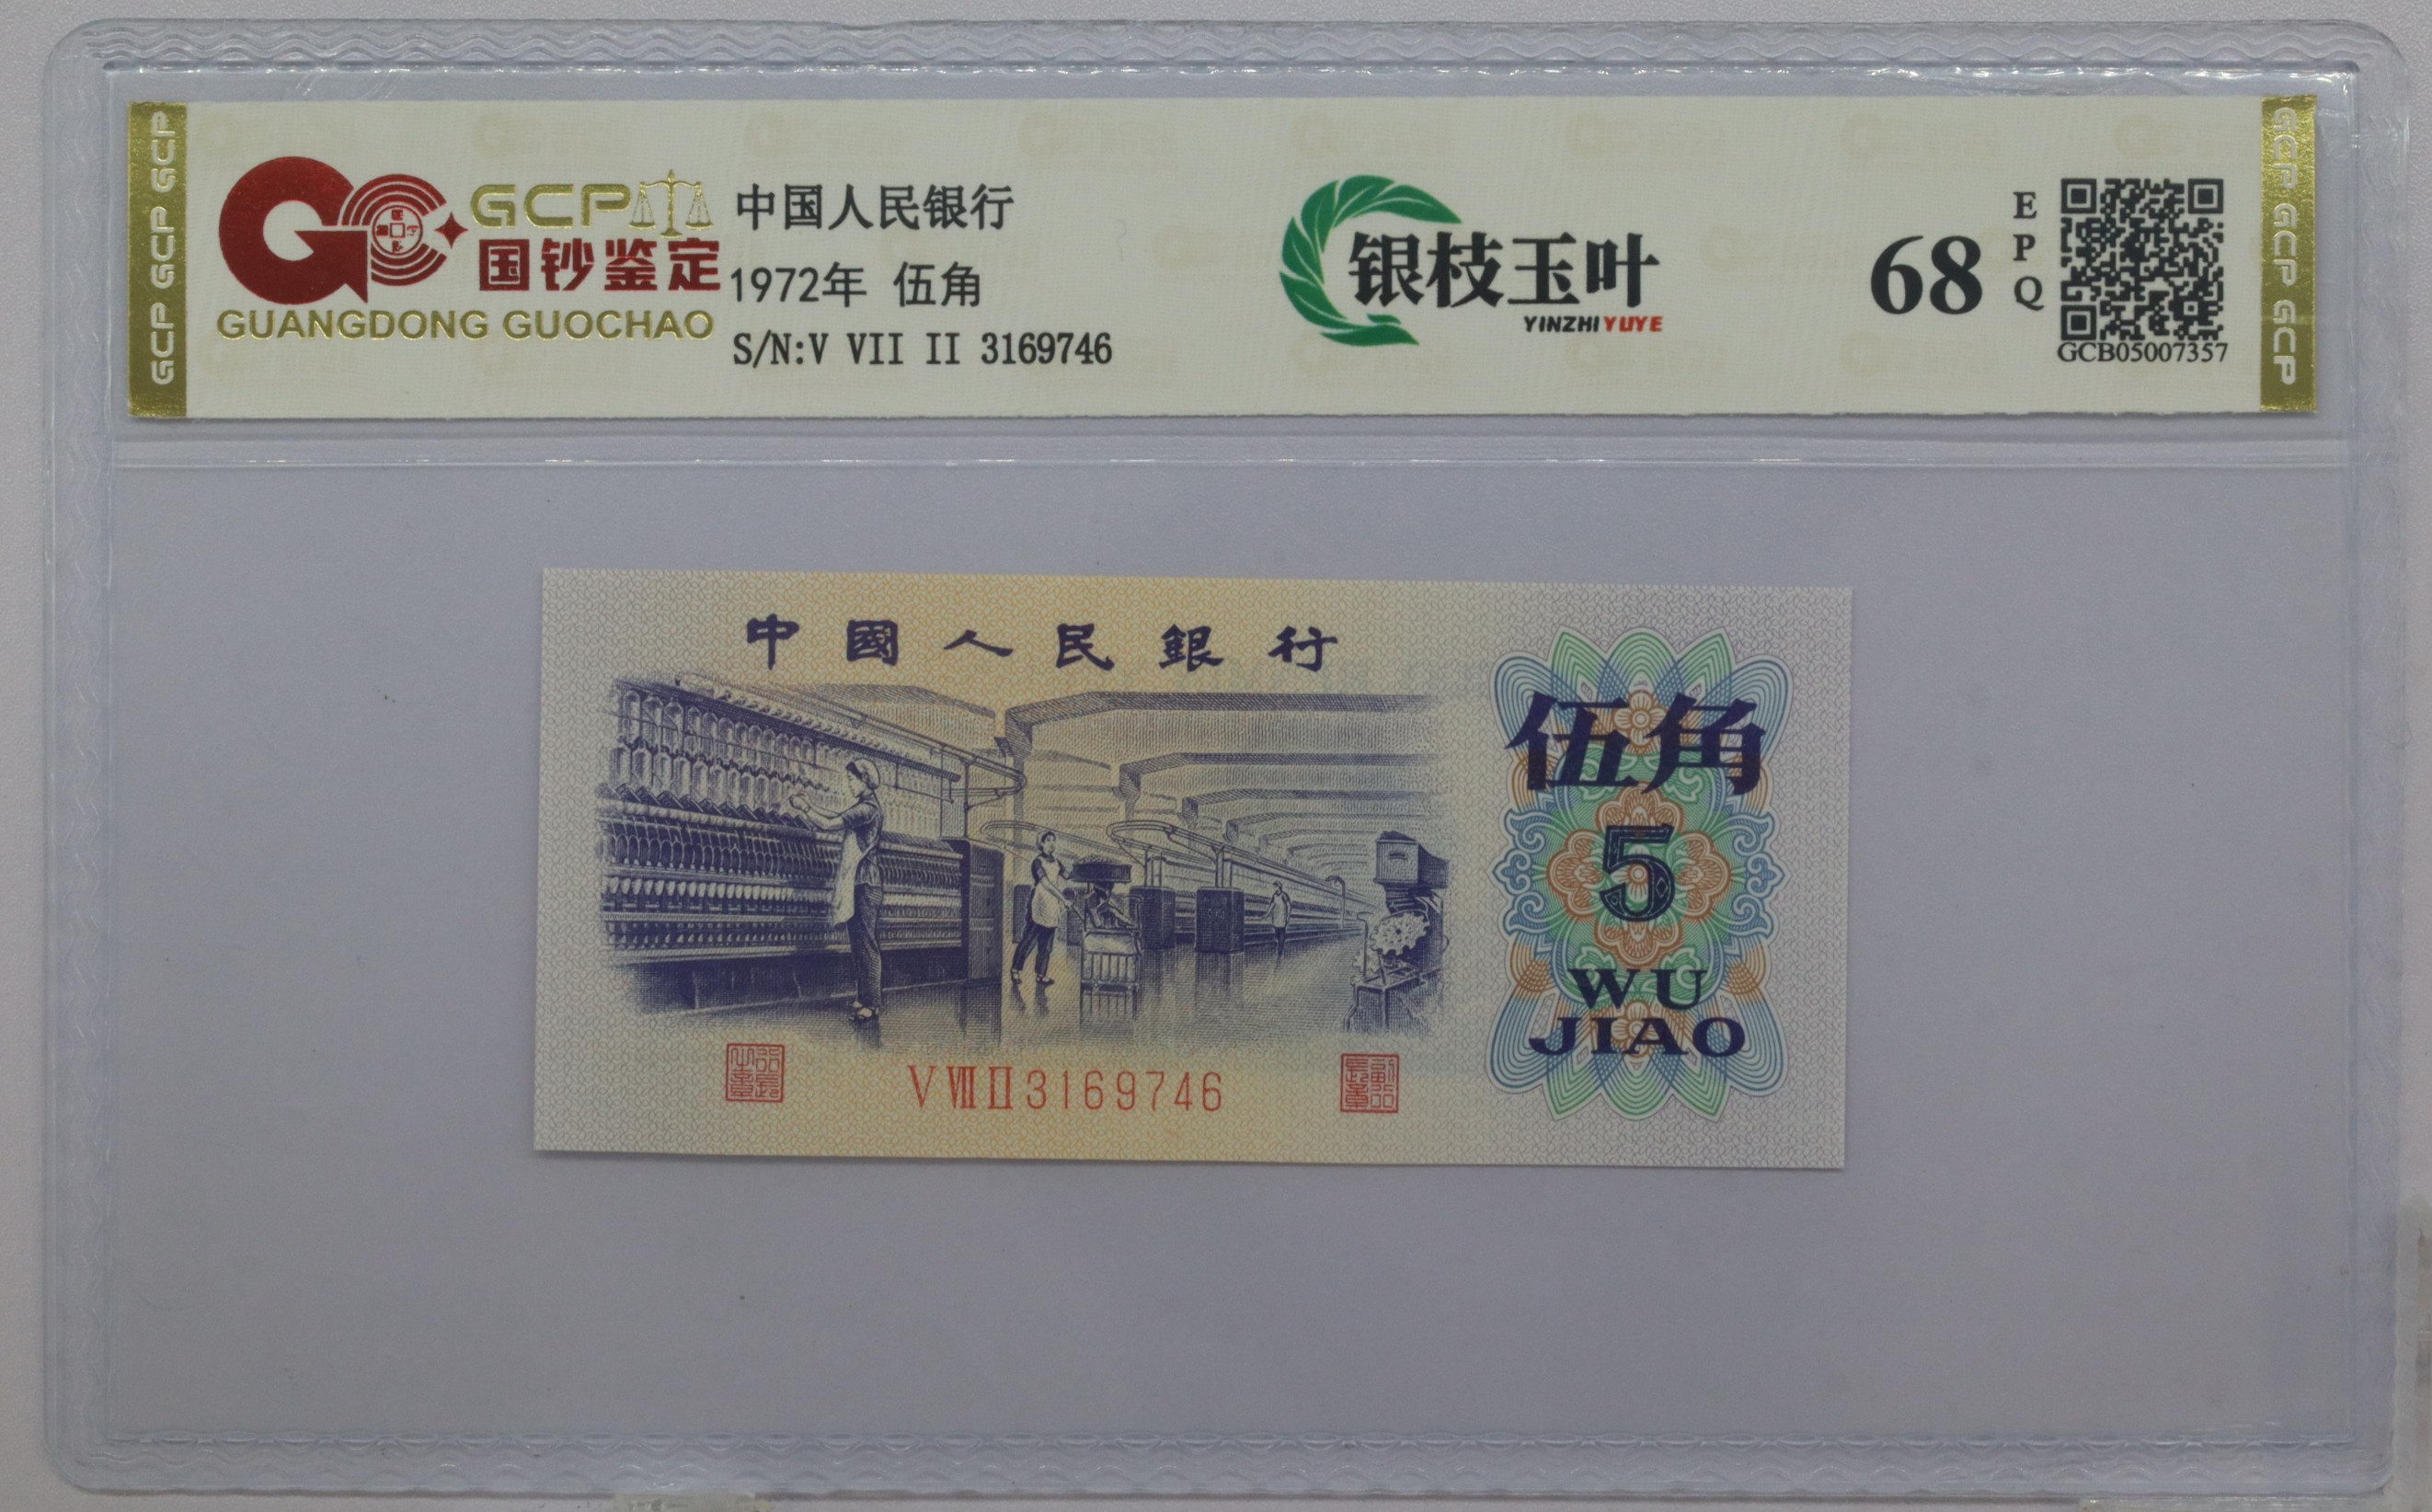 GCP GCP GCP
GCP
国钞鉴定
GUANGDONG GUOCHAO
中国人民银行
1972年 伍角
S/N:V VII II 3169746
银枝玉叶
YINZHIYUYE
68
EPQ
GCB05007357
GCP GCP GCP
中國人民銀行
伍角
5
WU
JIAO
V VII II 3169746